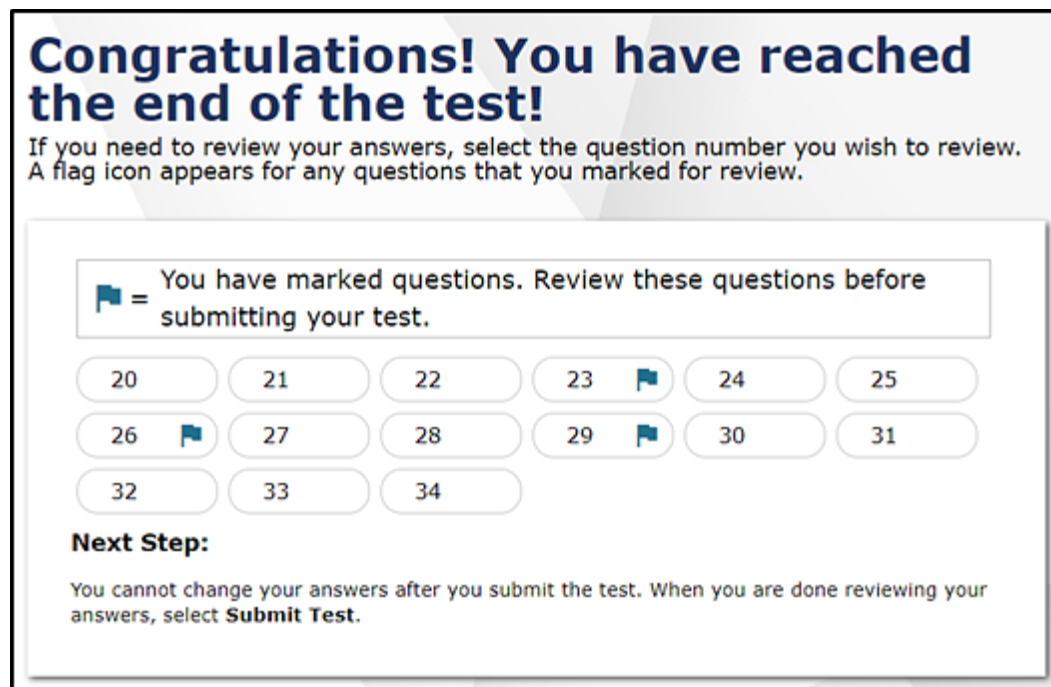 Congratulations! You have reached
the end of the test!
If you need to review your answers, select the question number you wish to review.
A flag icon appears for any questions that you marked for review.
= You have marked questions. Review these questions before
submitting your test.
20 21 22 23 24 25
26 27 28 29 30 31
32 33 34
Next Step:
You cannot change your answers after you submit the test. When you are done reviewing your
answers, select Submit Test.